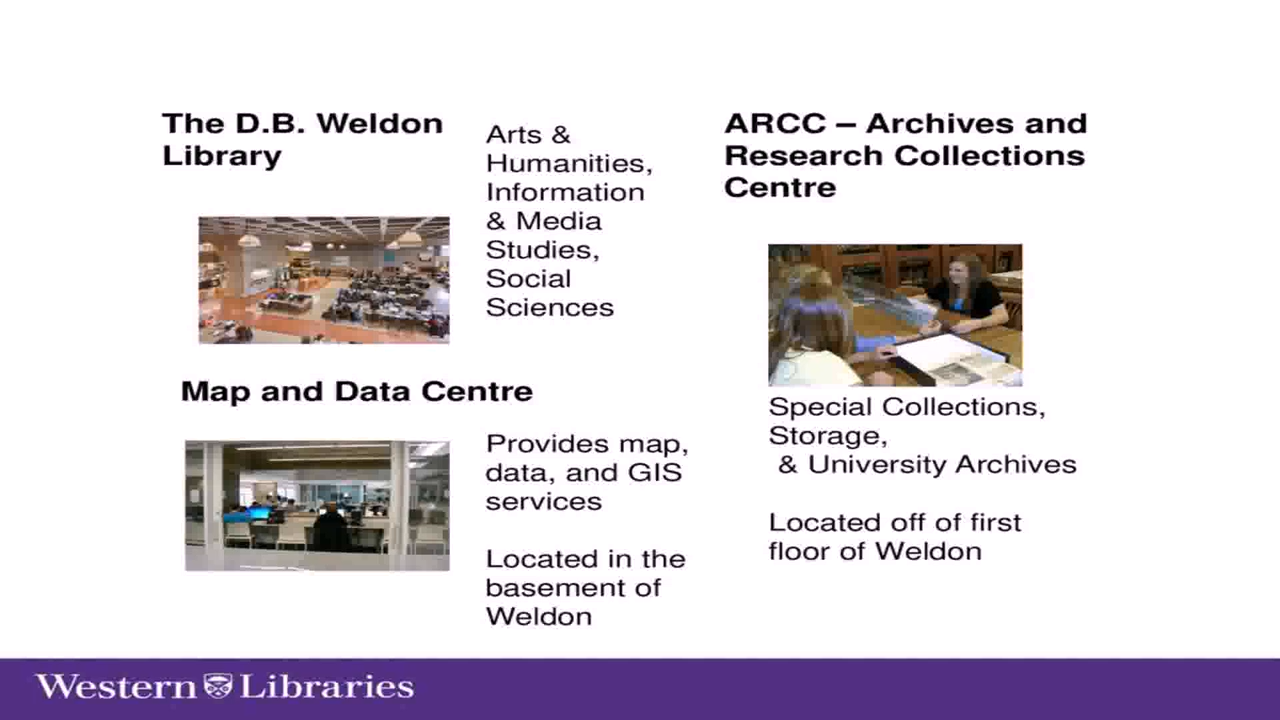 The D.B. Weldon
Library
Arts &
Humanities,
Information
& Media
Studies,
Social
Sciences
Map and Data Centre
Provides map,
data, and GIS
services
Located in the
basement of
Weldon
ARCC – Archives and
Research Collections
Centre
Special Collections,
Storage,
& University Archives
Located off of first
floor of Weldon
Western Libraries